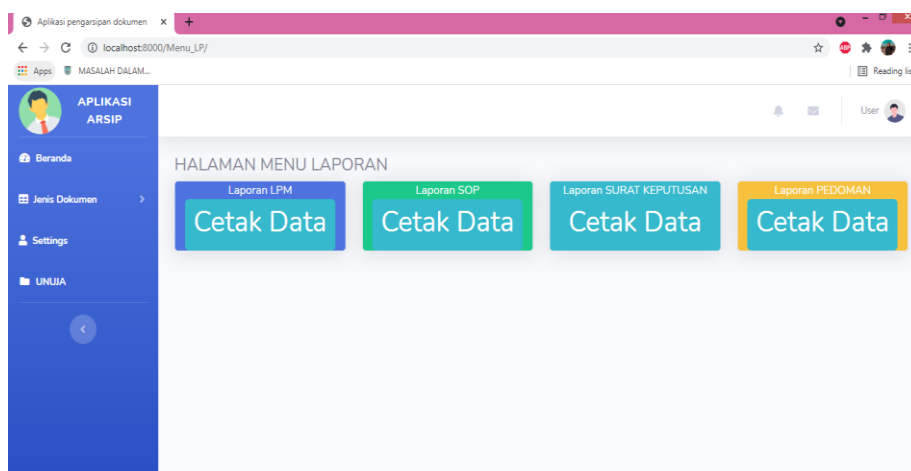 Aplikasi pengarsipan dokumen
localhost:8000/Menu_LP/
Apps MASALAH DALAM...
ABP
Reading lis
APLIKASI
ARSIP
User
Beranda
Jenis Dokumen
Settings
UNUJA
HALAMAN MENU LAPORAN
Laporan LPM
Cetak Data
Laporan SOP
Cetak Data
Laporan SURAT KEPUTUSAN
Cetak Data
Laporan PEDOMAN
Cetak Data